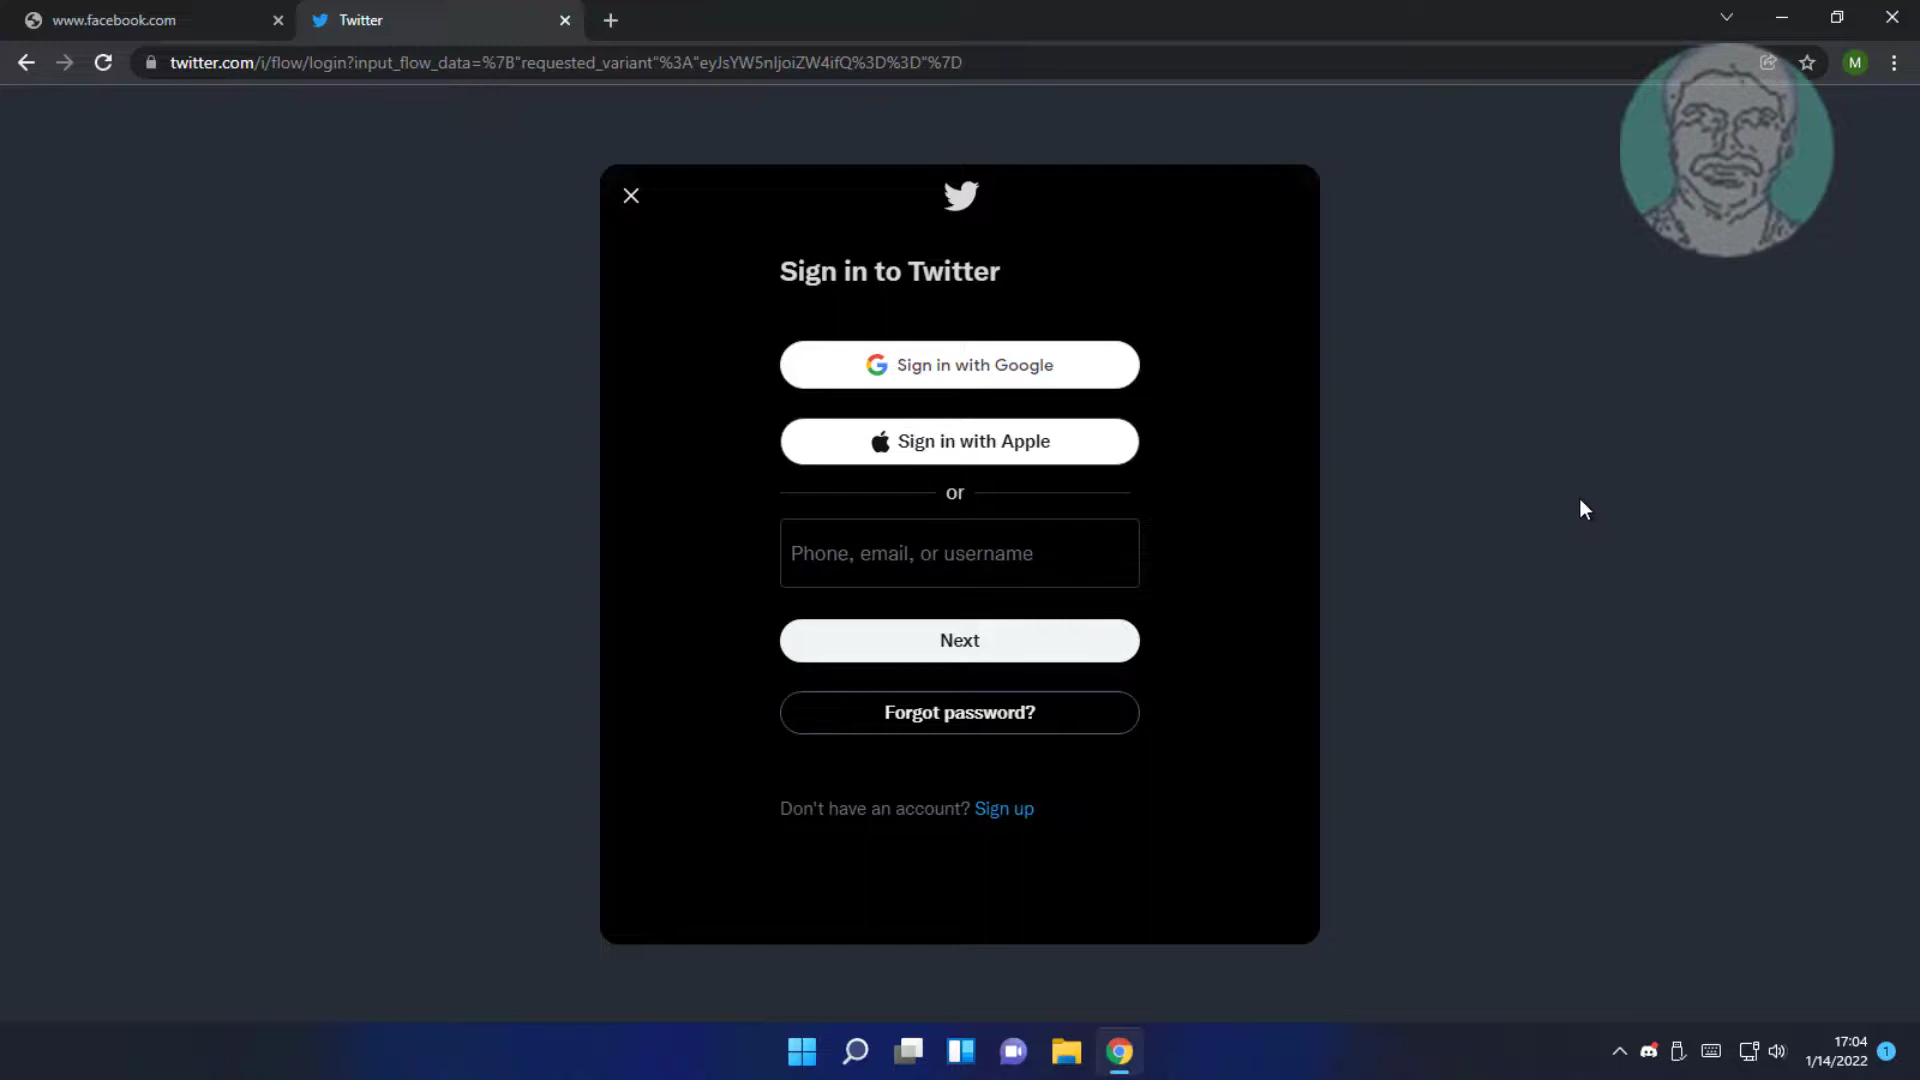 www.facebook.com
Twitter
twitter.com/i/flow/login?input_flow_data=%7B"requested_variant"%3A"eyJsYW5nIjoiZW4ifQ%3D%3D"%7D
M
Sign in to Twitter
Sign in with Google
Sign in with Apple
or
Phone, email, or username
Next
Forgot password?
Don't have an account? Sign up
17:04
1/14/2022
1